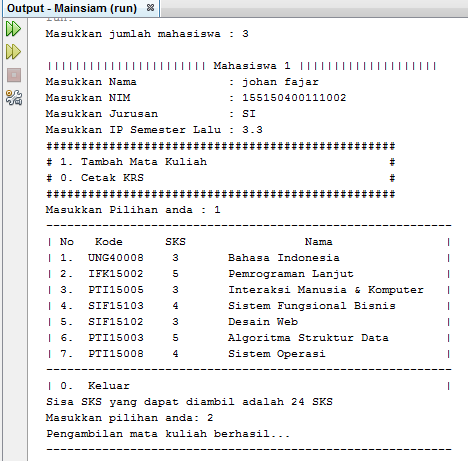 Output - Mainsiam (run)
run:
Masukkan jumlah mahasiswa : 3
||||||||||||||||||||||| Mahasiswa 1 ||||||||||||||||||||
Masukkan Nama : johan fajar
Masukkan NIM : 155150400111002
Masukkan Jurusan : SI
Masukkan IP Semester Lalu : 3.3
##################################################
# 1. Tambah Mata Kuliah #
# 0. Cetak KRS #
##################################################
Masukkan Pilihan anda : 1
----------------------------------------------------------
| No Kode SKS Nama |
| 1. UNG40008 3 Bahasa Indonesia |
| 2. IFK15002 5 Pemrograman Lanjut |
| 3. PTI15005 3 Interaksi Manusia & Komputer |
| 4. SIF15103 4 Sistem Fungsional Bisnis |
| 5. SIF15102 3 Desain Web |
| 6. PTI15003 5 Algoritma Struktur Data |
| 7. PTI15008 4 Sistem Operasi |
----------------------------------------------------------
| 0. Keluar |
Sisa SKS yang dapat diambil adalah 24 SKS
Masukkan pilihan anda: 2
Pengambilan mata kuliah berhasil...
----------------------------------------------------------